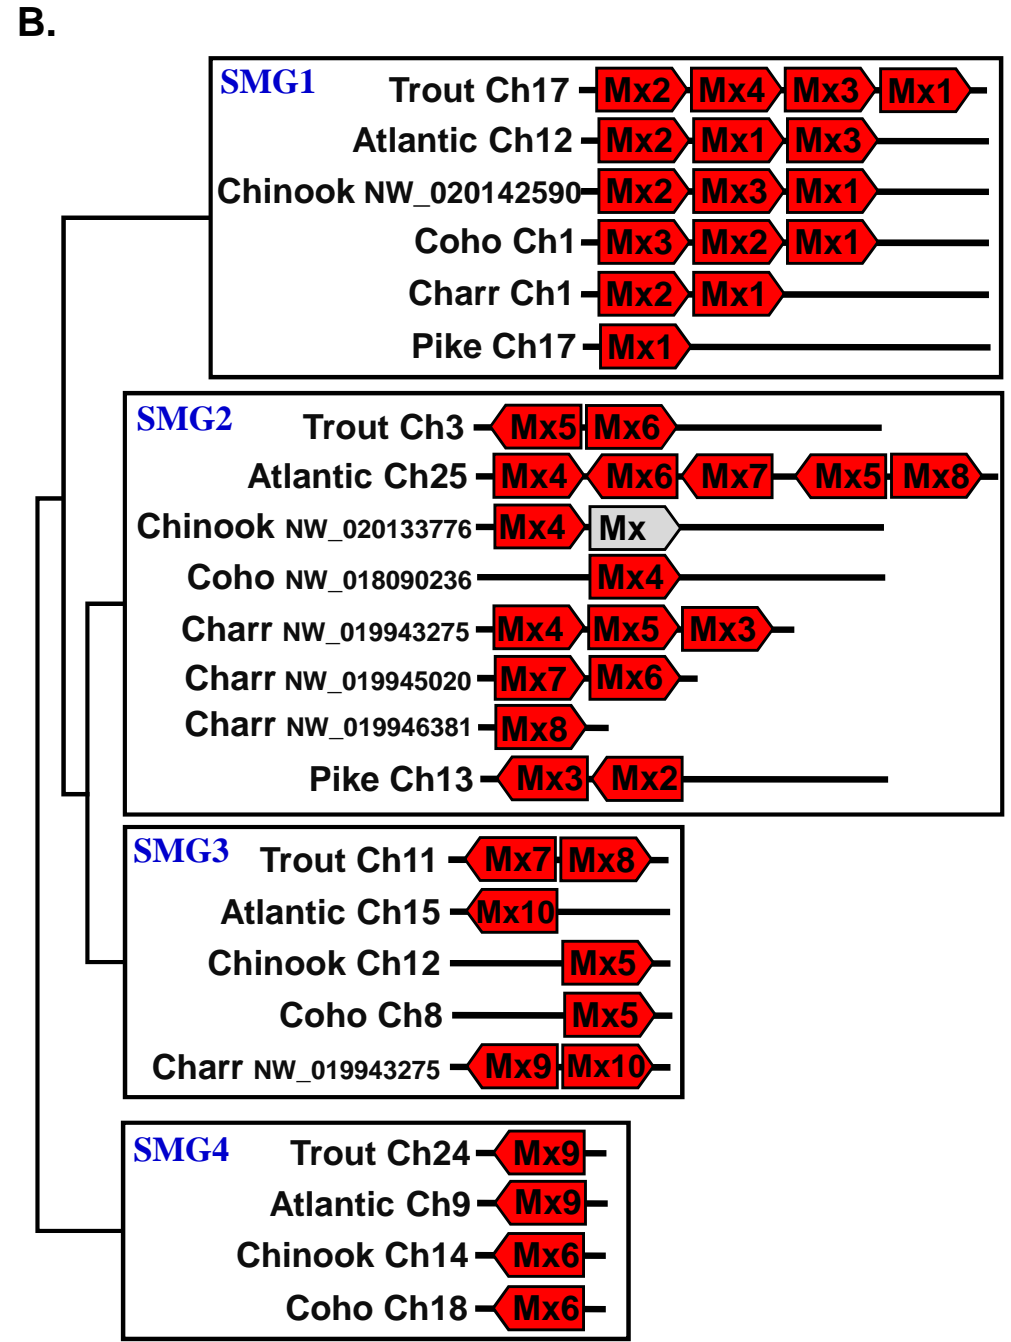 B.
SMG1
Trout Ch17 Mx2 Mx4 Mx3 Mx1
Atlantic Ch12 Mx2 Mx1 Mx3
Chinook NW_020142590 Mx2 Mx3 Mx1
Coho Ch1 Mx3 Mx2 Mx1
Charr Ch1 Mx2 Mx1
Pike Ch17 Mx1
SMG2
Trout Ch3 Mx5 Mx6
Atlantic Ch25 Mx4 Mx6 Mx7 Mx5 Mx8
Chinook NW_020133776 Mx4 Mx
Coho NW_018090236 Mx4
Charr NW_019943275 Mx4 Mx5 Mx3
Charr NW_019945020 Mx7 Mx6
Charr NW_019946381 Mx8
Pike Ch13 Mx3 Mx2
SMG3
Trout Ch11 Mx7 Mx8
Atlantic Ch15 Mx10
Chinook Ch12 Mx5
Coho Ch8 Mx5
Charr NW_019943275 Mx9 Mx10
SMG4
Trout Ch24 Mx9
Atlantic Ch9 Mx9
Chinook Ch14 Mx6
Coho Ch18 Mx6